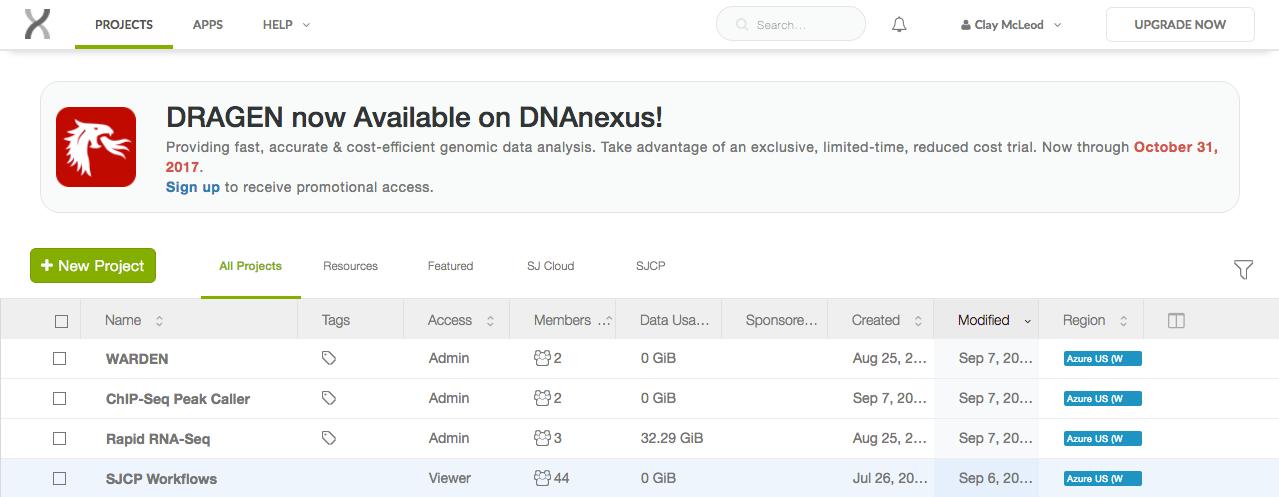 PROJECTS APPS HELP Search... Clay McLeod UPGRADE NOW
DRAGEN now Available on DNAnexus!
Providing fast, accurate & cost-efficient genomic data analysis. Take advantage of an exclusive, limited-time, reduced cost trial. Now through October 31,
2017.
Sign up to receive promotional access.
+ New Project All Projects Resources Featured SJ Cloud SJCP
Name Tags Access Members ... Data Usa... Sponsore... Created Modified Region
WARDEN Admin 2 0 GiB Aug 25, 2... Sep 7, 20... Azure US (W
ChIP-Seq Peak Caller Admin 2 0 GiB Sep 7, 20... Sep 7, 20... Azure US (W
Rapid RNA-Seq Admin 3 32.29 GiB Aug 25, 2... Sep 7, 20... Azure US (W
SJCP Workflows Viewer 44 0 GiB Jul 26, 20... Sep 6, 20... Azure US (W